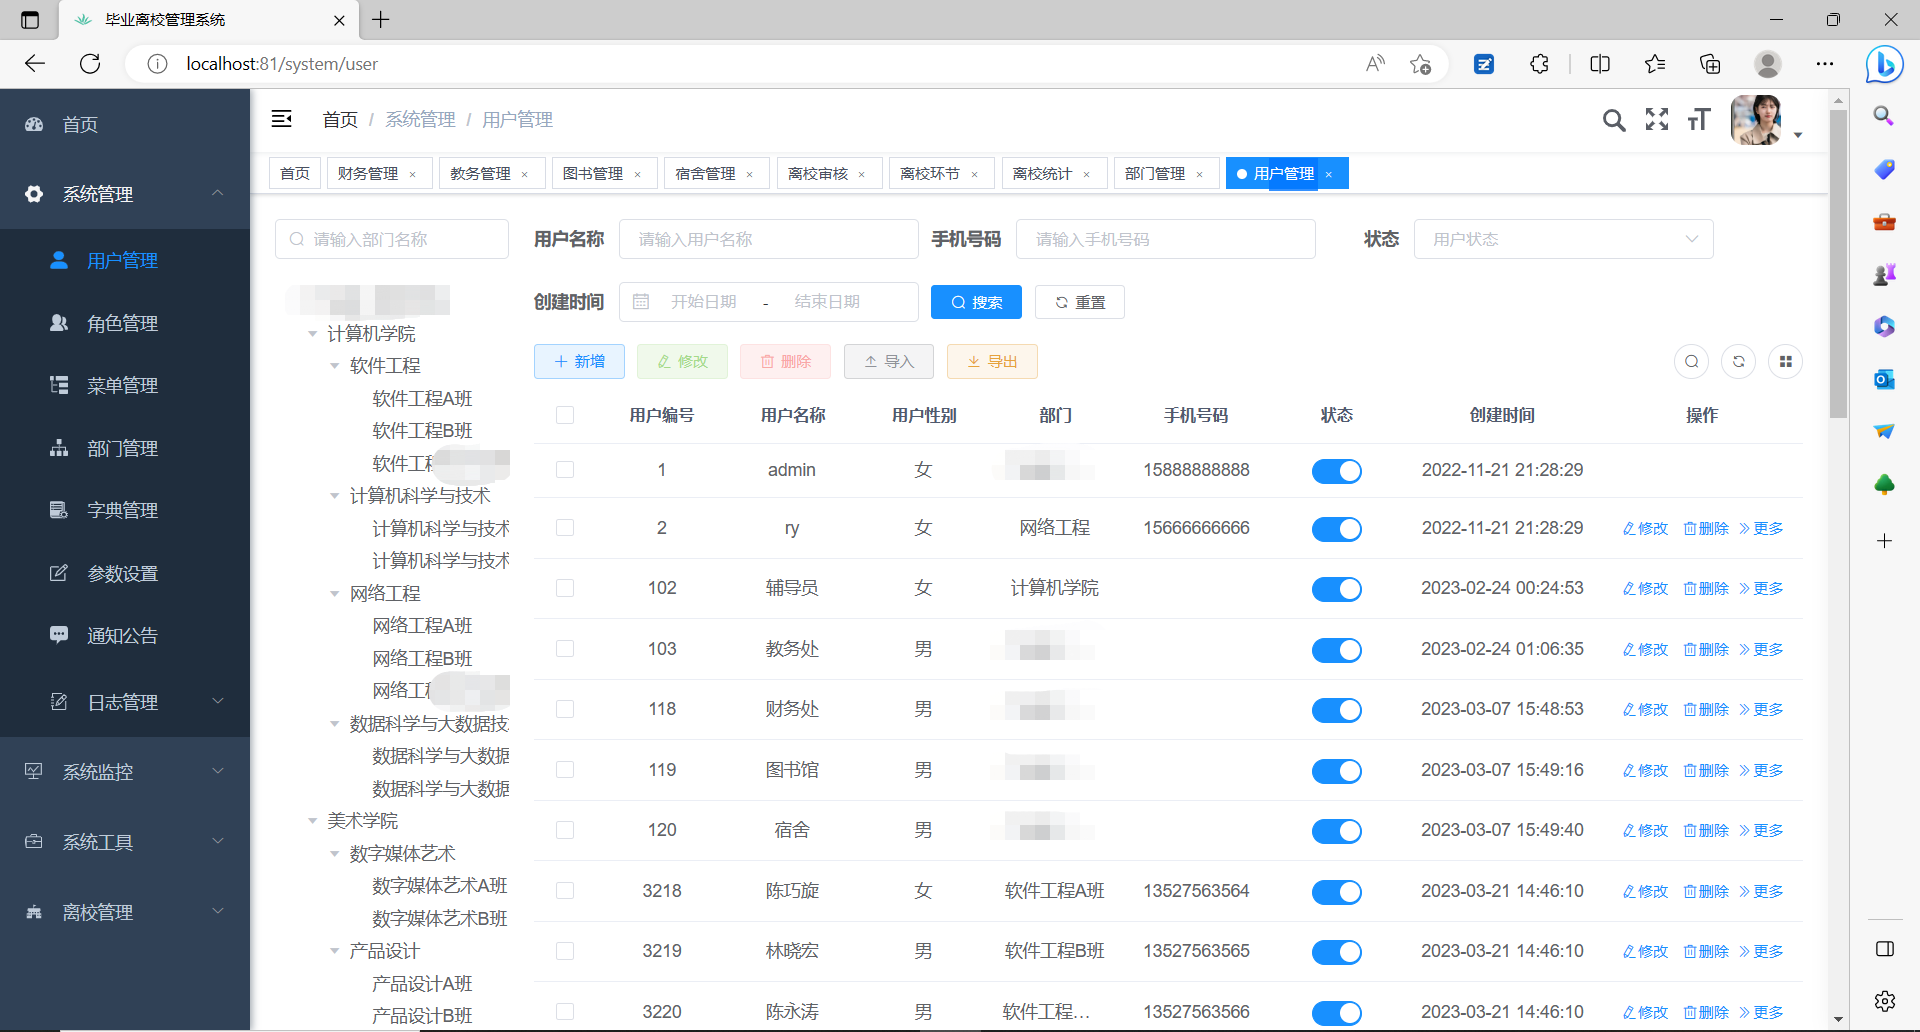 毕业离校管理系统
localhost:81/system/user
首页
系统管理
用户管理
角色管理
菜单管理
部门管理
字典管理
参数设置
通知公告
日志管理
系统监控
系统工具
离校管理
首页 / 系统管理 / 用户管理
首页 财务管理 × 教务管理 × 图书管理 × 宿舍管理 × 离校审核 × 离校环节 × 离校统计 × 部门管理 × 用户管理 ×
请输入部门名称
计算机学院
软件工程
软件工程A班
软件工程B班
软件工程
计算机科学与技术
计算机科学与技术
计算机科学与技术
网络工程
网络工程A班
网络工程B班
网络工程
数据科学与大数据技
数据科学与大数据
数据科学与大数据
美术学院
数字媒体艺术
数字媒体艺术A班
数字媒体艺术B班
产品设计
产品设计A班
产品设计B班
用户名称 请输入用户名称 手机号码 请输入手机号码 状态 用户状态
创建时间 开始日期 - 结束日期 搜索 重置
新增 修改 删除 导入 导出
用户编号 用户名称 用户性别 部门 手机号码 状态 创建时间 操作
1 admin 女 15888888888 2022-11-21 21:28:29
2 ry 女 网络工程 15666666666 2022-11-21 21:28:29 修改 删除 更多
102 辅导员 女 计算机学院 2023-02-24 00:24:53 修改 删除 更多
103 教务处 男 2023-02-24 01:06:35 修改 删除 更多
118 财务处 男 2023-03-07 15:48:53 修改 删除 更多
119 图书馆 男 2023-03-07 15:49:16 修改 删除 更多
120 宿舍 男 2023-03-07 15:49:40 修改 删除 更多
3218 陈巧旋 女 软件工程A班 13527563564 2023-03-21 14:46:10 修改 删除 更多
3219 林晓宏 男 软件工程B班 13527563565 2023-03-21 14:46:10 修改 删除 更多
3220 陈永涛 男 软件工程... 13527563566 2023-03-21 14:46:10 修改 删除 更多